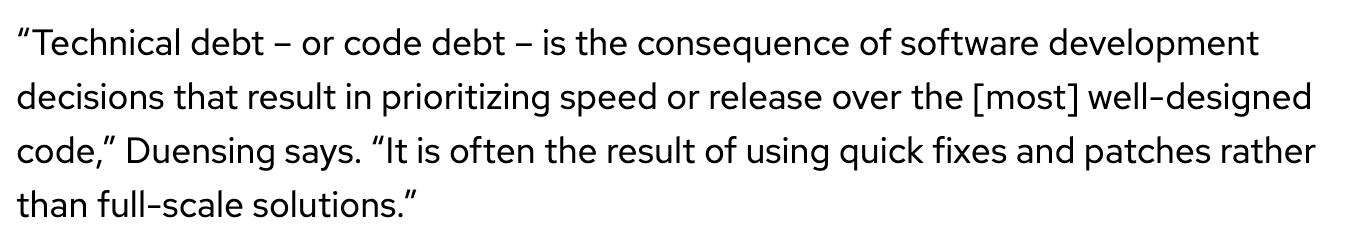 “Technical debt – or code debt – is the consequence of software development
decisions that result in prioritizing speed or release over the [most] well-designed
code,” Duensing says. “It is often the result of using quick fixes and patches rather
than full-scale solutions.”